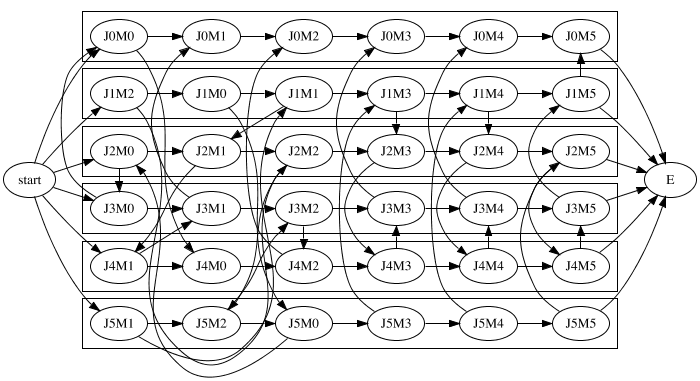 J0M0 J0M1 J0M2 J0M3 J0M4 J0M5
J1M2 J1M0 J1M1 J1M3 J1M4 J1M5
J2M0 J2M1 J2M2 J2M3 J2M4 J2M5
start E
J3M0 J3M1 J3M2 J3M3 J3M4 J3M5
J4M1 J4M0 J4M2 J4M3 J4M4 J4M5
J5M1 J5M2 J5M0 J5M3 J5M4 J5M5